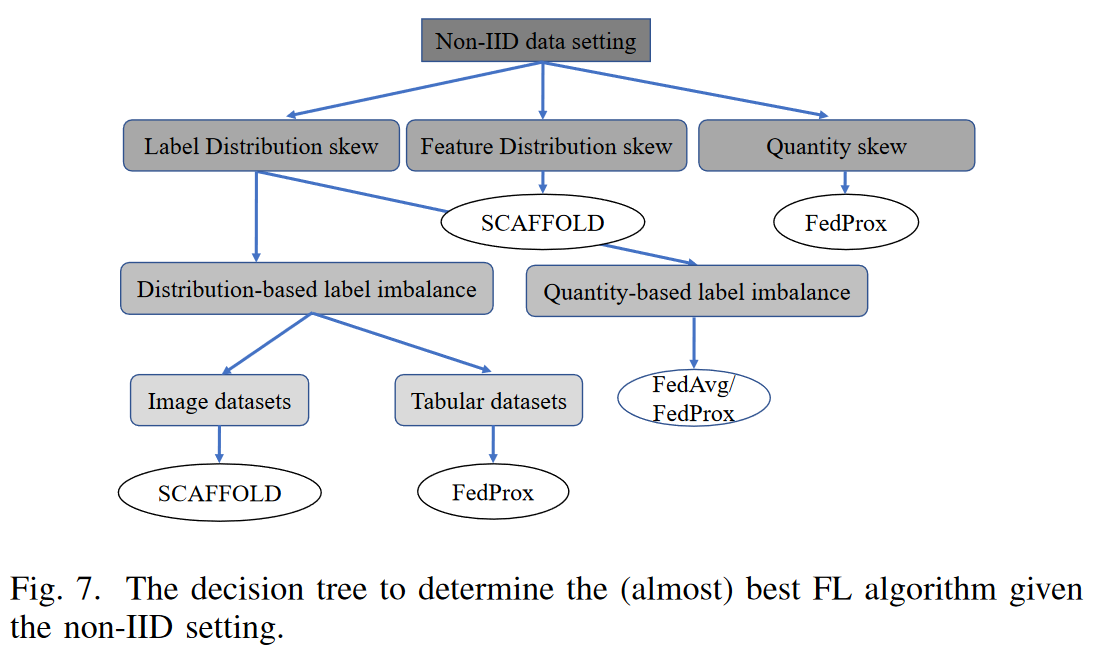 Non-IID data setting
Label Distribution skew
Feature Distribution skew
Quantity skew
SCAFFOLD
FedProx
Distribution-based label imbalance
Quantity-based label imbalance
Image datasets
Tabular datasets
FedAvg/
FedProx
SCAFFOLD
FedProx
Fig. 7. The decision tree to determine the (almost) best FL algorithm given
the non-IID setting.